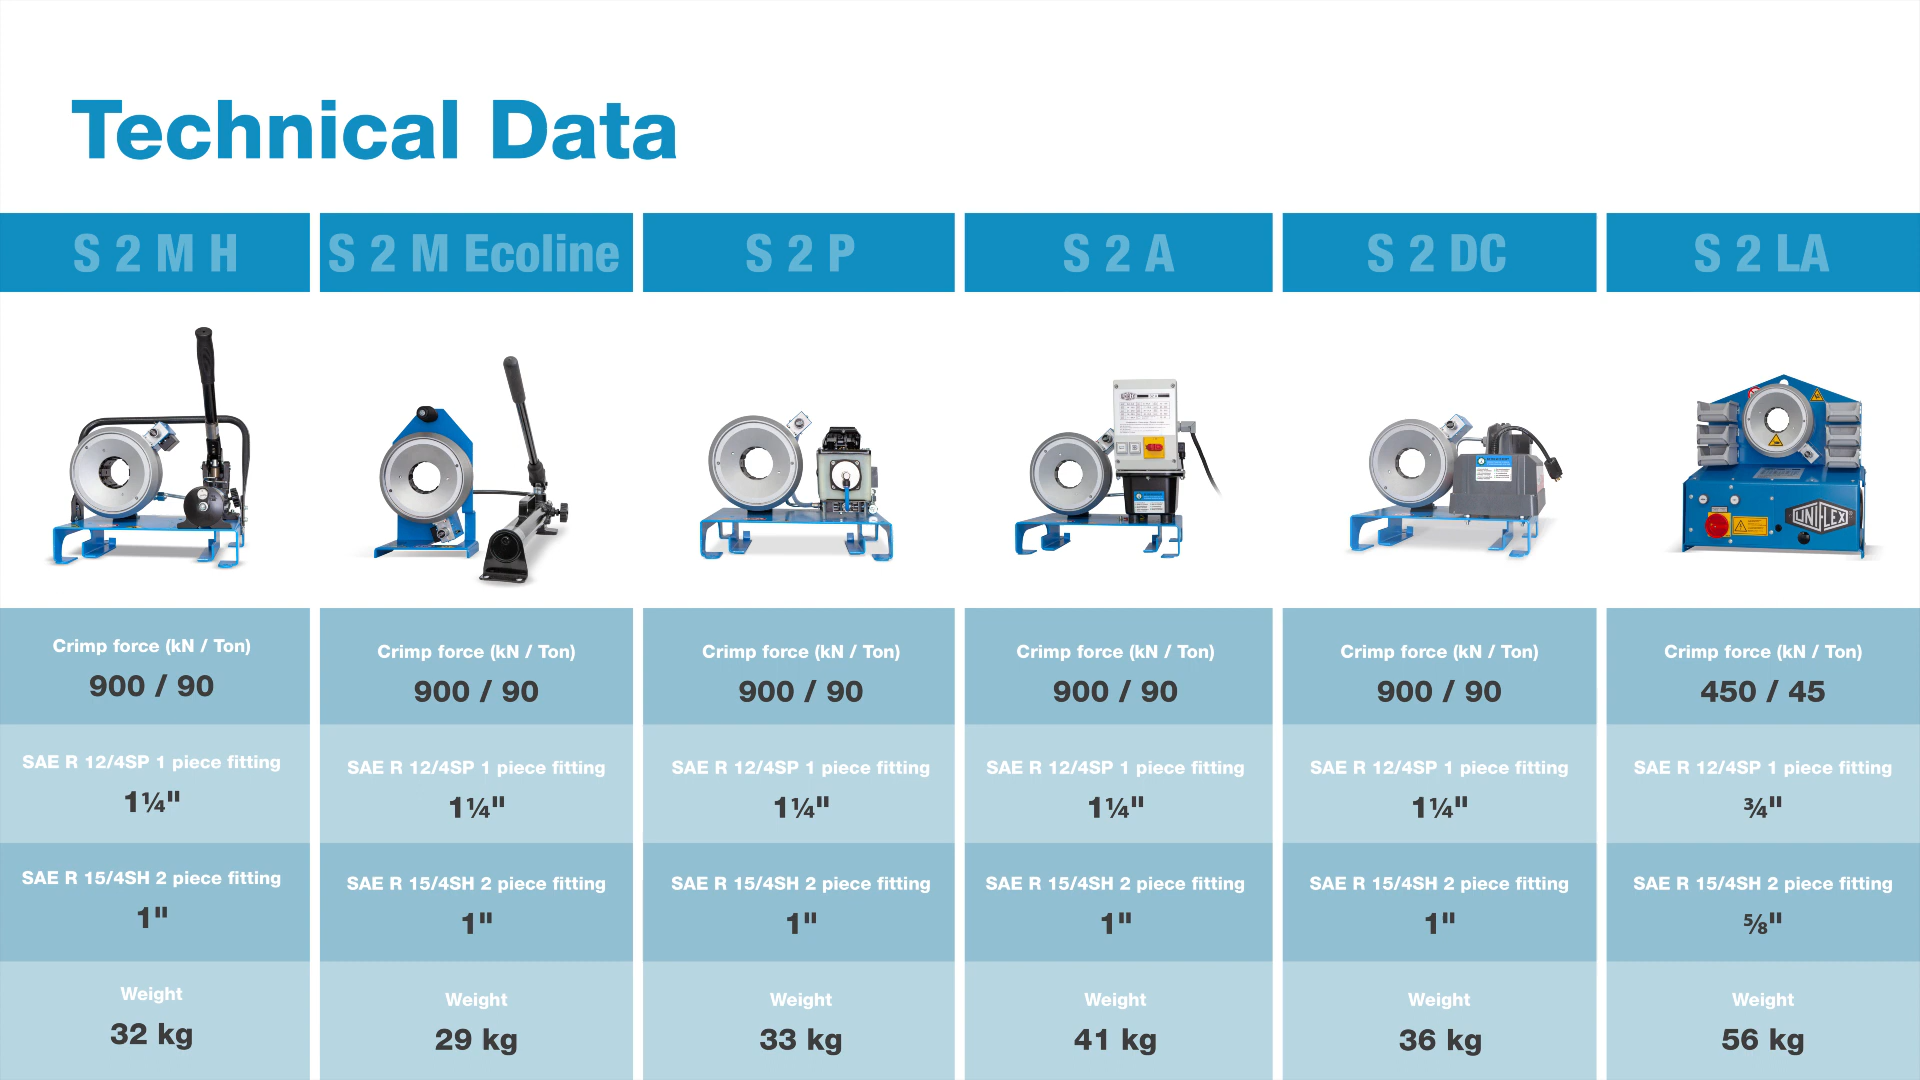 Technical Data
S 2 M H
S 2 M Ecoline
S 2 P
S 2 A
S 2 DC
S 2 LA
UNIFLEX
Crimp force (kN / Ton)
900 / 90
Crimp force (kN / Ton)
900 / 90
Crimp force (kN / Ton)
900 / 90
Crimp force (kN / Ton)
900 / 90
Crimp force (kN / Ton)
900 / 90
Crimp force (kN / Ton)
450 / 45
SAE R 12/4SP 1 piece fitting
1¼"
SAE R 12/4SP 1 piece fitting
1¼"
SAE R 12/4SP 1 piece fitting
1¼"
SAE R 12/4SP 1 piece fitting
1¼"
SAE R 12/4SP 1 piece fitting
1¼"
SAE R 12/4SP 1 piece fitting
¾"
SAE R 15/4SH 2 piece fitting
1"
SAE R 15/4SH 2 piece fitting
1"
SAE R 15/4SH 2 piece fitting
1"
SAE R 15/4SH 2 piece fitting
1"
SAE R 15/4SH 2 piece fitting
1"
SAE R 15/4SH 2 piece fitting
⅝"
Weight
32 kg
Weight
29 kg
Weight
33 kg
Weight
41 kg
Weight
36 kg
Weight
56 kg